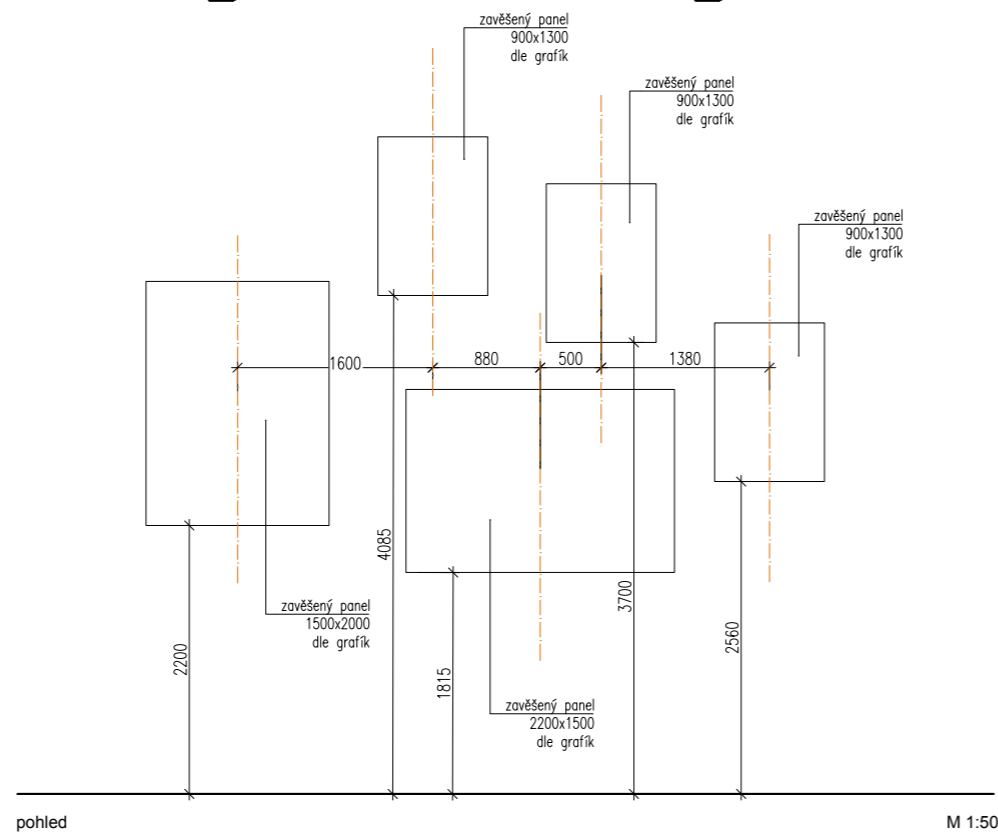 zavěšený panel
900x1300
dle grafík
zavěšený panel
900x1300
dle grafík
zavěšený panel
900x1300
dle grafík
1600
880
500
1380
4085
3700
2560
2200
1815
zavěšený panel
1500x2000
dle grafík
zavěšený panel
2200x1500
dle grafík
pohled
M 1:50